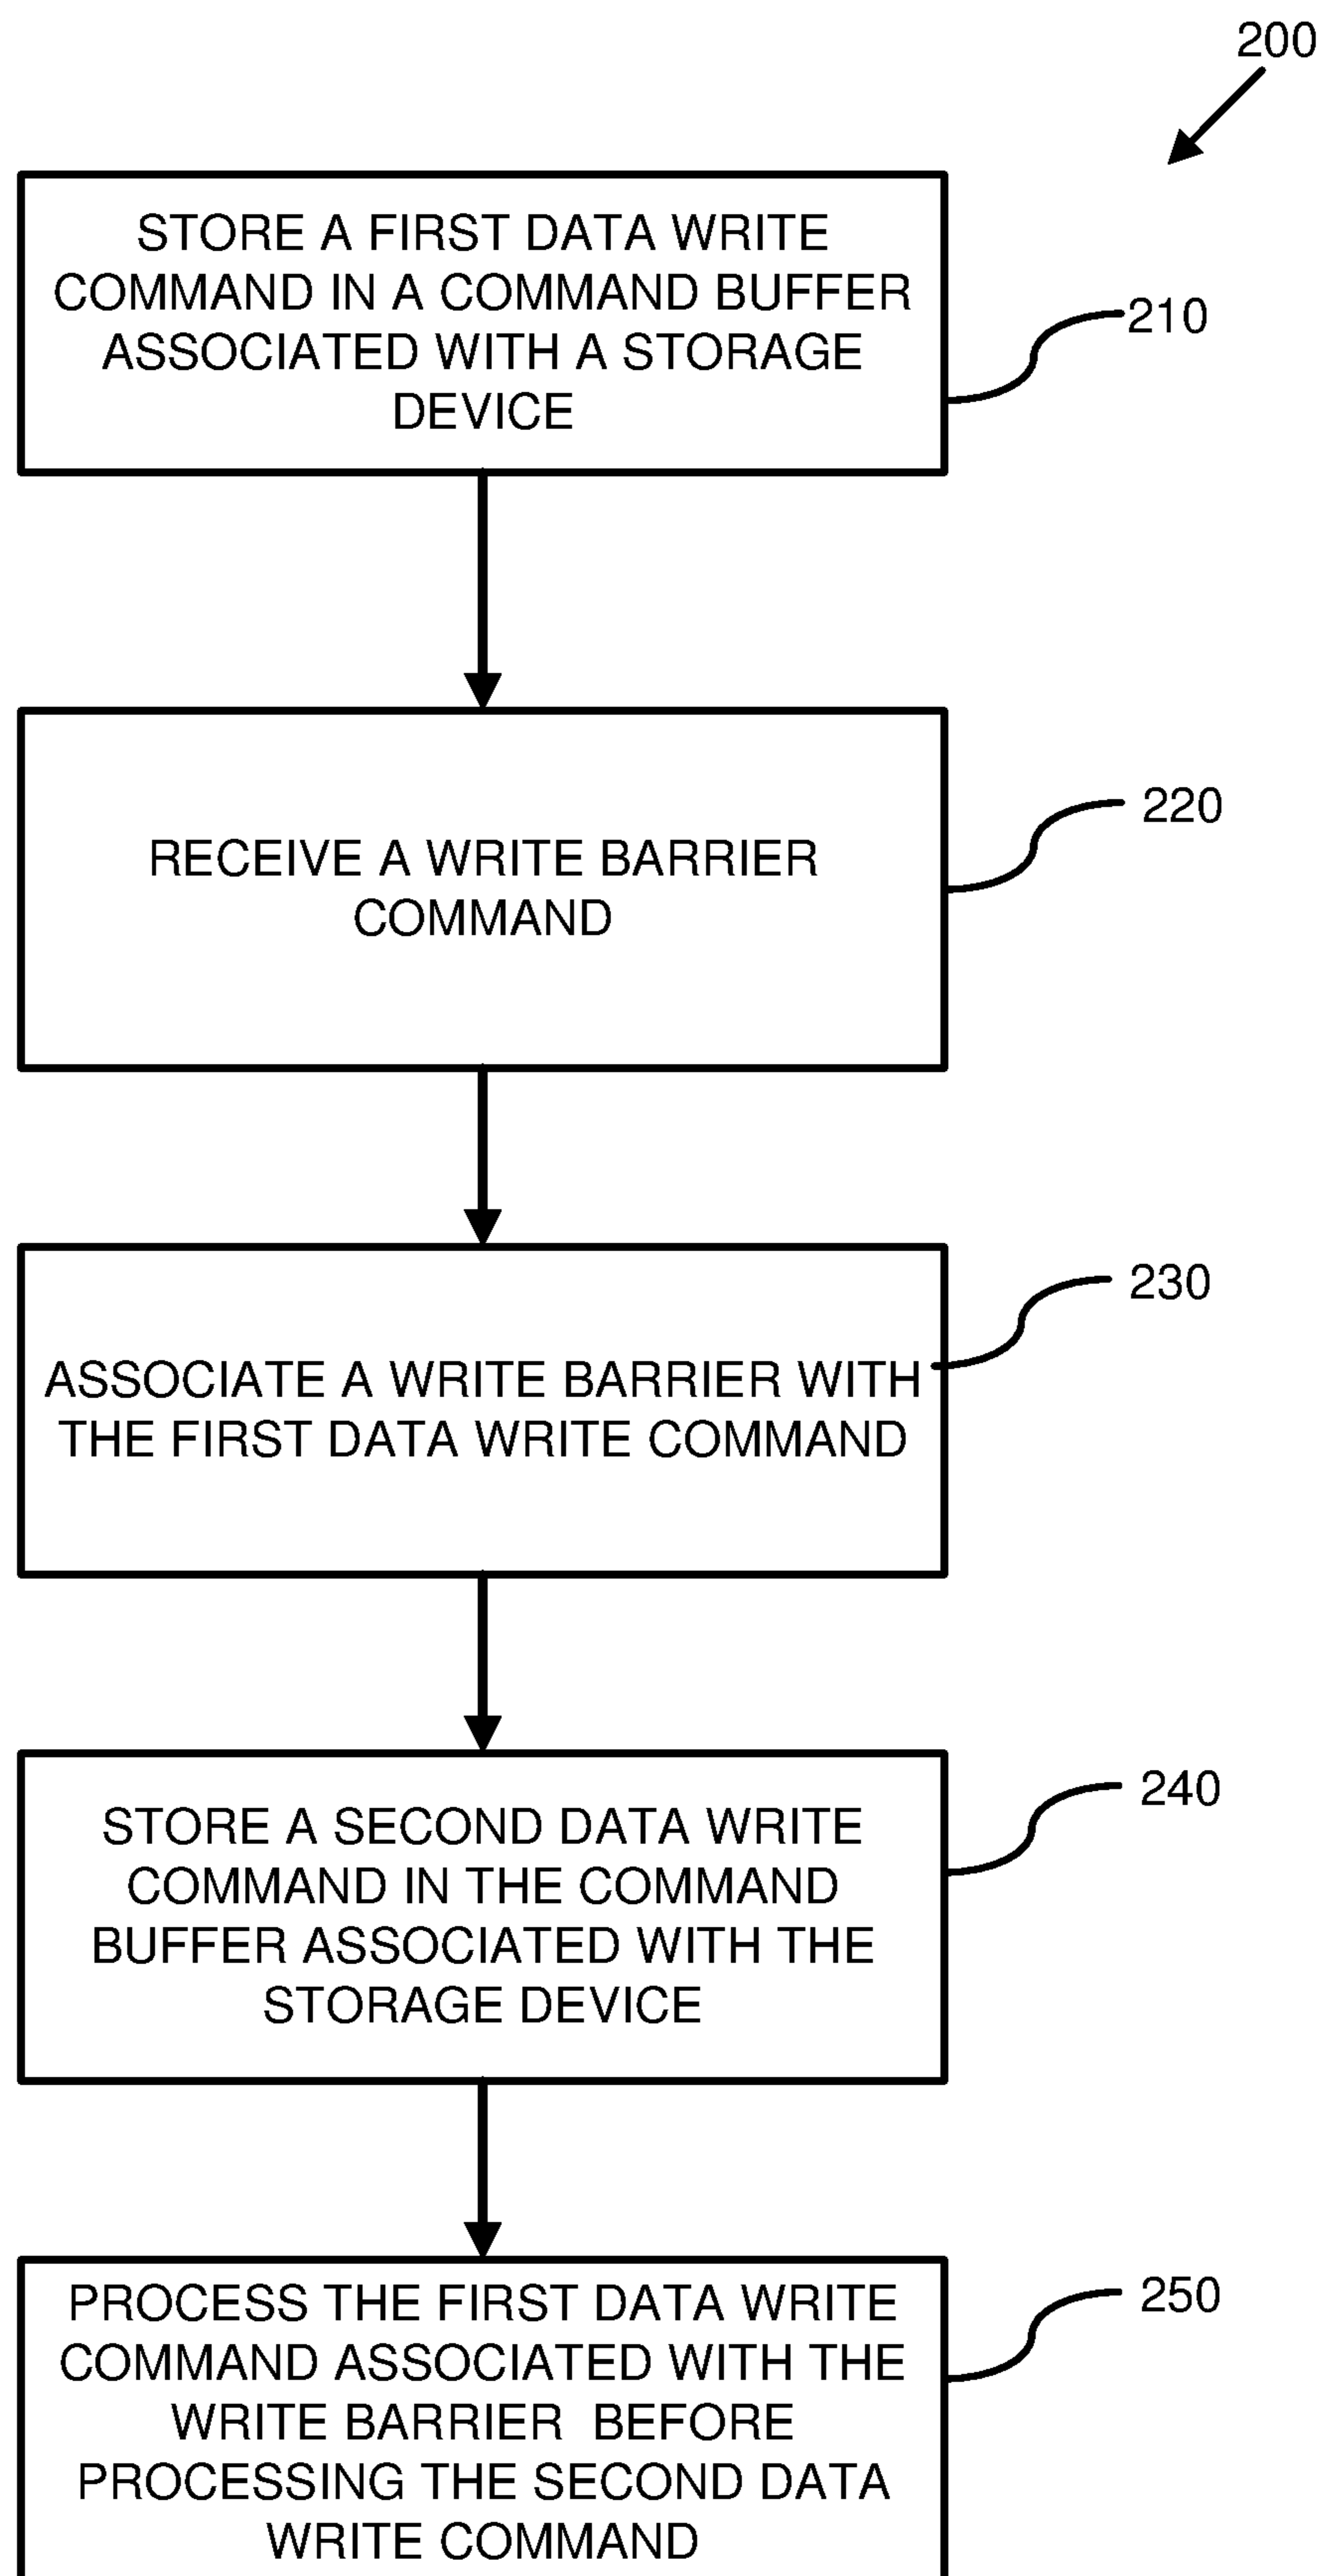 200
STORE A FIRST DATA WRITE
COMMAND IN A COMMAND BUFFER
ASSOCIATED WITH A STORAGE
DEVICE
210
RECEIVE A WRITE BARRIER
COMMAND
220
ASSOCIATE A WRITE BARRIER WITH
THE FIRST DATA WRITE COMMAND
230
STORE A SECOND DATA WRITE
COMMAND IN THE COMMAND
BUFFER ASSOCIATED WITH THE
STORAGE DEVICE
240
PROCESS THE FIRST DATA WRITE
COMMAND ASSOCIATED WITH THE
WRITE BARRIER BEFORE
PROCESSING THE SECOND DATA
WRITE COMMAND
250